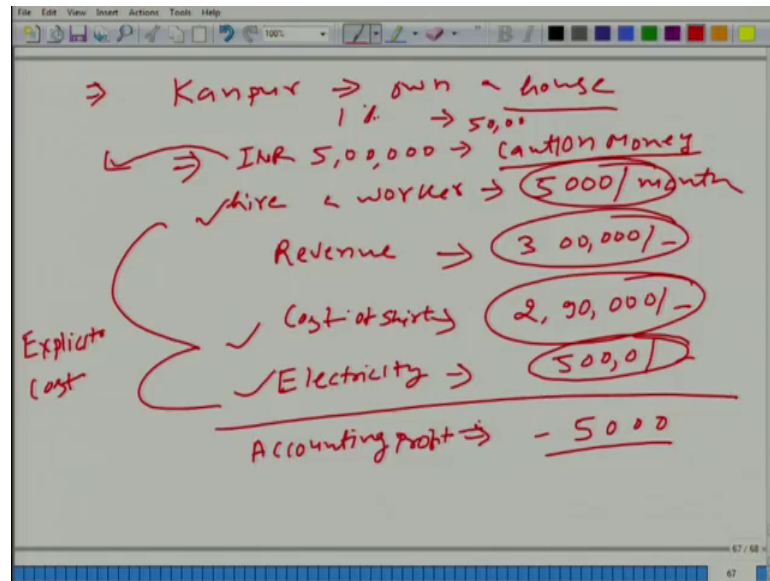 File Edit View Insert Actions Tools Help
100%
B I
⇒ Kanpur → own a house
1 % → 50,00
⇒ INR 5,00,000 → Caution Money
✓ hire a worker → 5000/month
Revenue → 3 00,000/-
✓ Cost of shirt → 2,90,000/-
Explicit
cost
✓ Electricity → 500,0/-
Accounting profit ⇒ - 5000
67 / 68
67